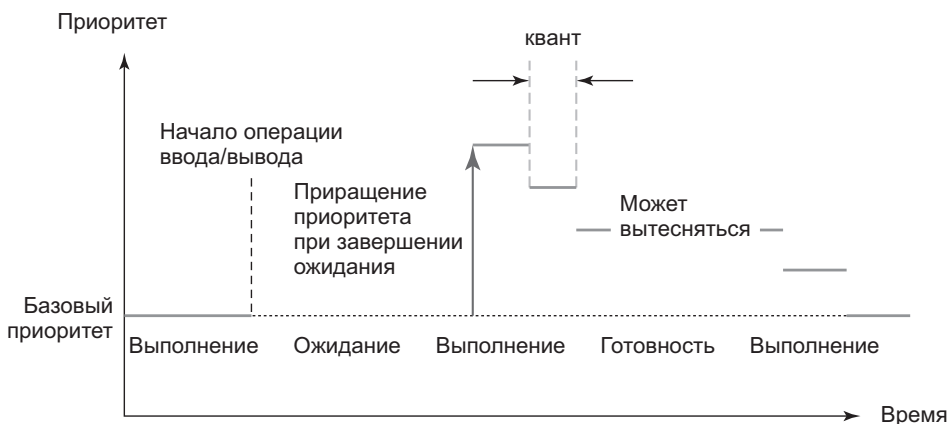 Приоритет
квант
Начало операции
ввода/вывода
Приращение
приоритета
при завершении
ожидания
Может
вытесняться
Базовый
приоритет
Выполнение Ожидание Выполнение Готовность Выполнение
Время